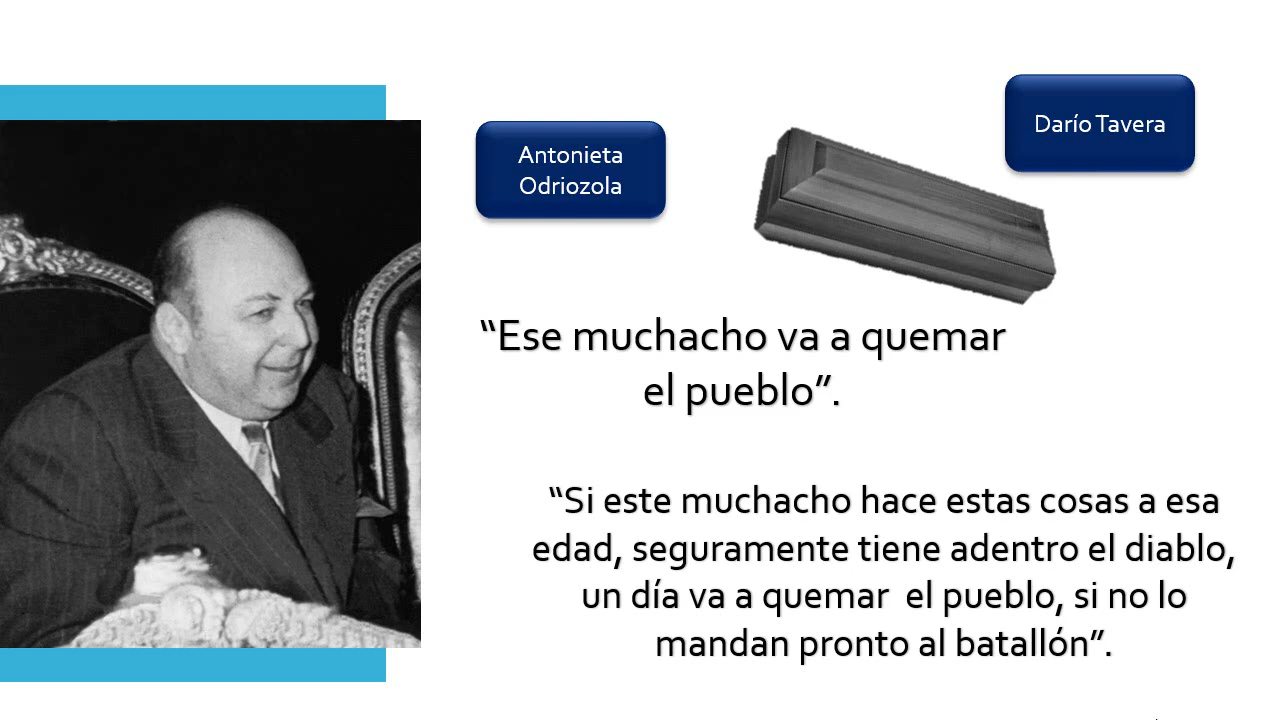 Antonieta
Odriozola
Darío Tavera
“Ese muchacho va a quemar
el pueblo”.
“Si este muchacho hace estas cosas a esa
edad, seguramente tiene adentro el diablo,
un día va a quemar  el pueblo, si no lo
mandan pronto al batallón”.